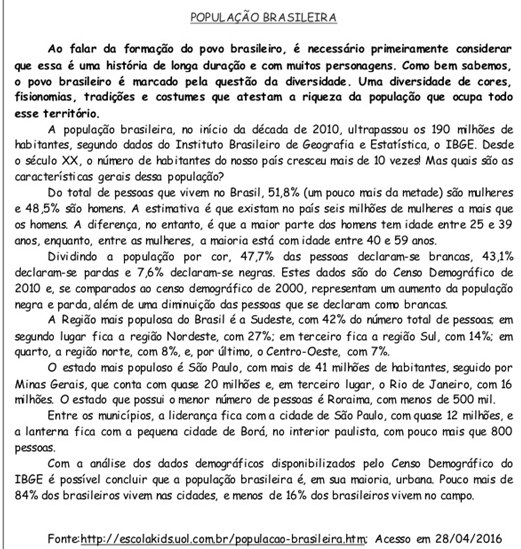 POPULAÇÃO BRASILEIRA
Ao falar da formação do povo brasileiro, é necessário primeiramente considerar
que essa é uma história de longa duração e com muitos personagens. Como bem sabemos,
o povo brasileiro é marcado pela questão da diversidade. Uma diversidade de cores,
fisionomias, tradições e costumes que atestam a riqueza da população que ocupa todo
esse território.
A população brasileira, no início da década de 2010, ultrapassou os 190 milhões de
habitantes, segundo dados do Instituto Brasileiro de Geografia e Estatística, o IBGE. Desde
o século XX, o número de habitantes do nosso país cresceu mais de 10 vezes! Mas quais são as
características gerais dessa população?
Do total de pessoas que vivem no Brasil, 51,8% (um pouco mais da metade) são mulheres
e 48,5% são homens. A estimativa é que existam no país seis milhões de mulheres a mais que
os homens. A diferença, no entanto, é que a maior parte dos homens tem idade entre 25 e 39
anos, enquanto, entre as mulheres, a maioria está com idade entre 40 e 59 anos.
Dividindo a população por cor, 47,7% das pessoas declaram-se brancas, 43,1%
declaram-se pardas e 7,6% declaram-se negras. Estes dados são do Censo Demográfico de
2010 e, se comparados ao censo demográfico de 2000, representam um aumento da população
negra e parda, além de uma diminuição das pessoas que se declaram como brancas.
A Região mais populosa do Brasil é a Sudeste, com 42% do número total de pessoas; em
segundo lugar fica a região Nordeste, com 27%; em terceiro fica a região Sul, com 14%; em
quarto, a região norte, com 8%, e, por último, o Centro-Oeste, com 7%.
O estado mais populoso é São Paulo, com mais de 41 milhões de habitantes, seguido por
Minas Gerais, que conta com quase 20 milhões e, em terceiro lugar, o Rio de Janeiro, com 16
milhões. O estado que possui o menor número de pessoas é Roraima, com menos de 500 mil.
Entre os municípios, a liderança fica com a cidade de São Paulo, com quase 12 milhões, e
a lanterna fica com a pequena cidade de Borá, no interior paulista, com pouco mais que 800
pessoas.
Com a análise dos dados demográficos disponibilizados pelo Censo Demográfico do
IBGE é possível concluir que a população brasileira é, em sua maioria, urbana. Pouco mais de
84% dos brasileiros vivem nas cidades, e menos de 16% dos brasileiros vivem no campo.
Fonte:http://escolakids.uol.com.br/populacao-brasileira.htm; Acesso em 28/04/2016